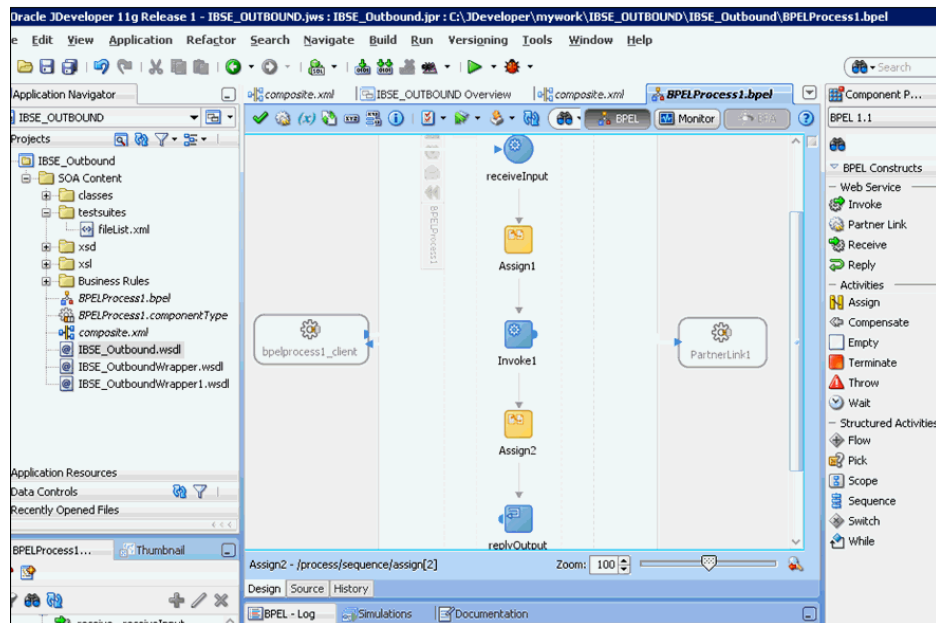 Oracle JDeveloper 11g Release 1 - IBSE_OUTBOUND.jws : IBSE_Outbound.jpr : C:\JDeveloper\mywork\IBSE_OUTBOUND\IBSE_Outbound\BPELProcess1.bpel
e Edit View Application Refactor Search Navigate Build Run Versioning Tools Window Help
Search
Application Navigator
composite.xml
IBSE_OUTBOUND Overview
composite.xml
BPELProcess1.bpel
Component P...
IBSE_OUTBOUND
BPEL
Monitor
BPA
BPEL 1.1
Projects
IBSE_Outbound
SOA Content
classes
testsuites
fileList.xml
xsd
xsl
Business Rules
BPELProcess1.bpel
BPELProcess1.componentType
composite.xml
IBSE_Outbound.wsdl
IBSE_OutboundWrapper.wsdl
IBSE_OutboundWrapper1.wsdl
Application Resources
Data Controls
Recently Opened Files
BPELProcess1...
Thumbnail
receive - receiveInput
BPELProcess1
receiveInput
Assign1
bpelprocess1_client
Invoke1
PartnerLink1
Assign2
replyOutput
Assign2 - /process/sequence/assign[2]
Zoom: 100
Design Source History
BPEL - Log
Simulations
Documentation
BPEL Constructs
Web Service
Invoke
Partner Link
Receive
Reply
Activities
Assign
Compensate
Empty
Terminate
Throw
Wait
Structured Activities
Flow
Pick
Scope
Sequence
Switch
While